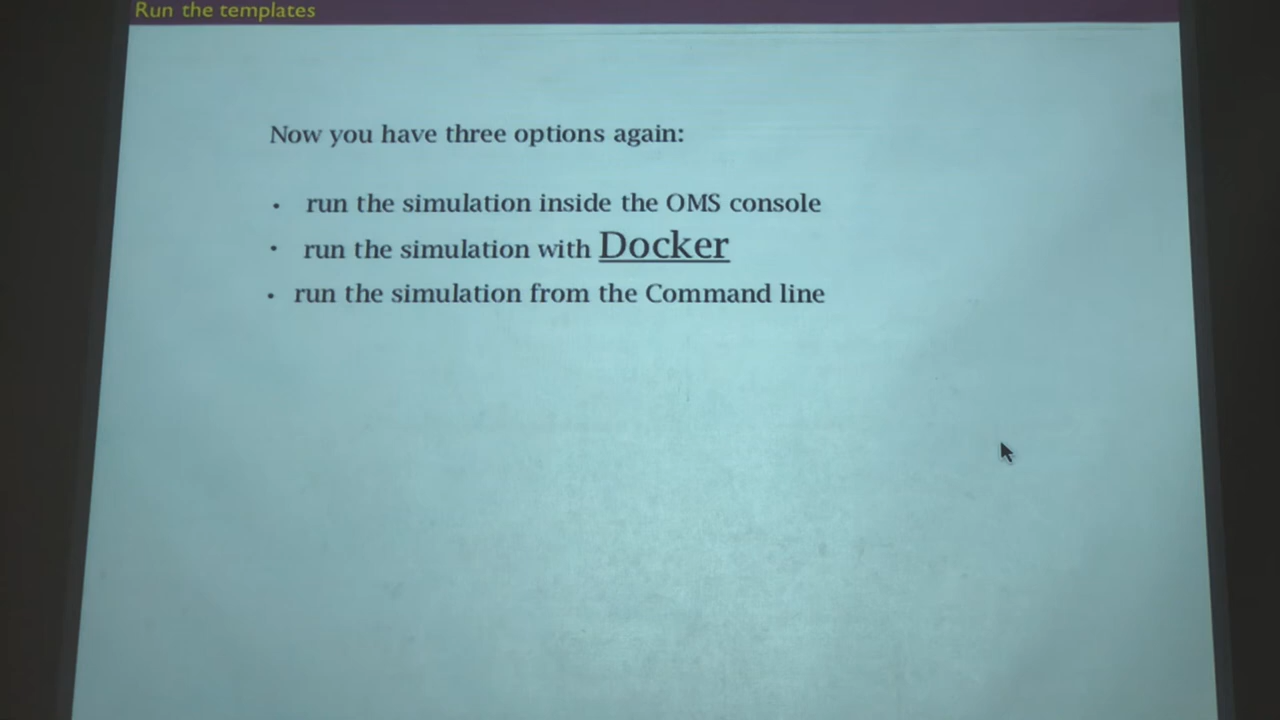 Run the templates
Now you have three options again:
• run the simulation inside the OMS console
• run the simulation with Docker
• run the simulation from the Command line